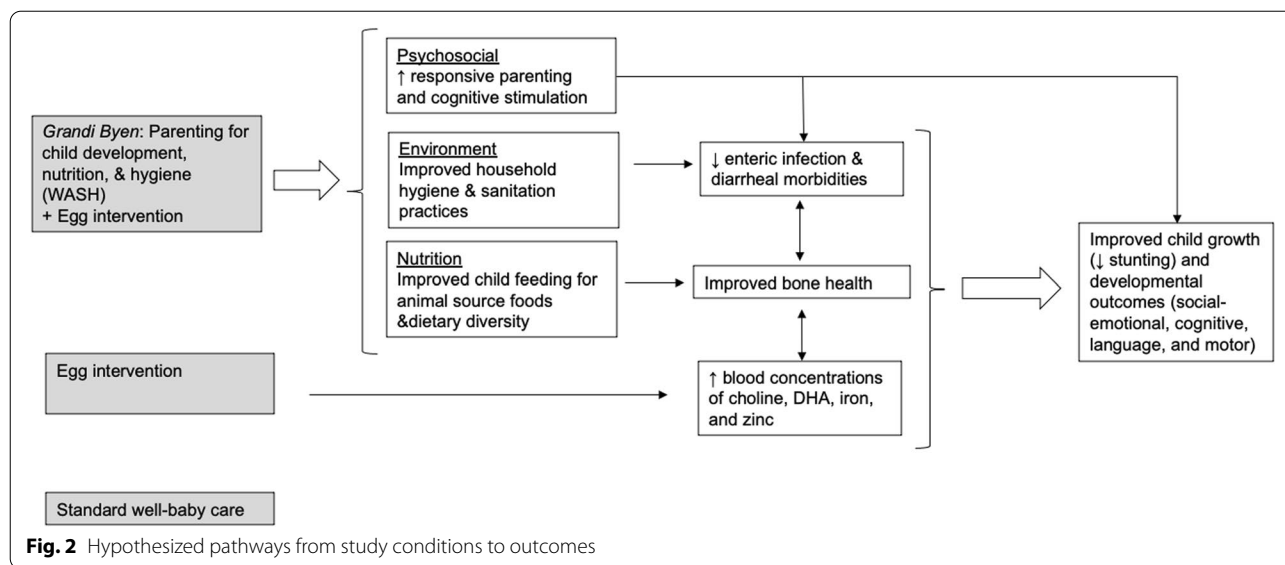 Psychosocial
↑ responsive parenting
and cognitive stimulation
Grandi Byen: Parenting for
child development,
nutrition, & hygiene
(WASH)
+ Egg intervention
Environment
Improved household
hygiene & sanitation
practices
↓ enteric infection &
diarrheal morbidities
Nutrition
Improved child feeding for
animal source foods
&dietary diversity
Improved bone health
Improved child growth
(↓ stunting) and
developmental
outcomes (social-
emotional, cognitive,
language, and motor)
Egg intervention
↑ blood concentrations
of choline, DHA, iron,
and zinc
Standard well-baby care
Fig. 2 Hypothesized pathways from study conditions to outcomes